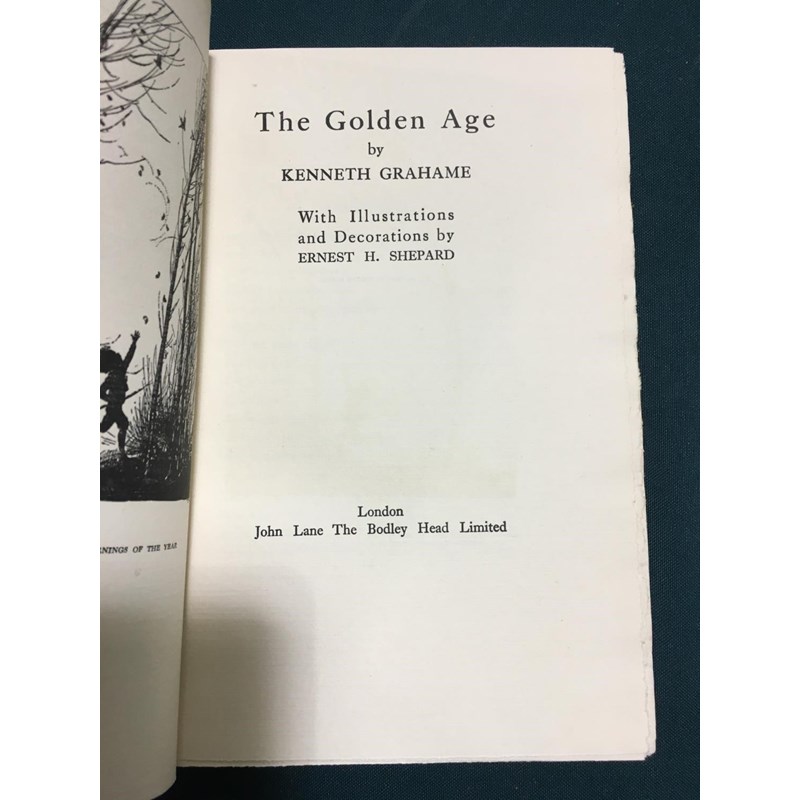 The Golden Age
by
KENNETH GRAHAME
With Illustrations
and Decorations by
ERNEST H. SHEPARD
London
John Lane The Bodley Head Limited
OF THE YEAR